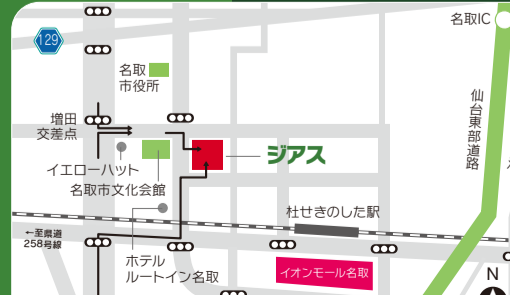 129
名取IC
名取
市役所
仙台東部道路
増田
交差点
ジアス
イエローハット
名取市文化会館
杜せきのした駅
←至県道
258号線
ホテル
ルートイン名取
イオンモール名取
N